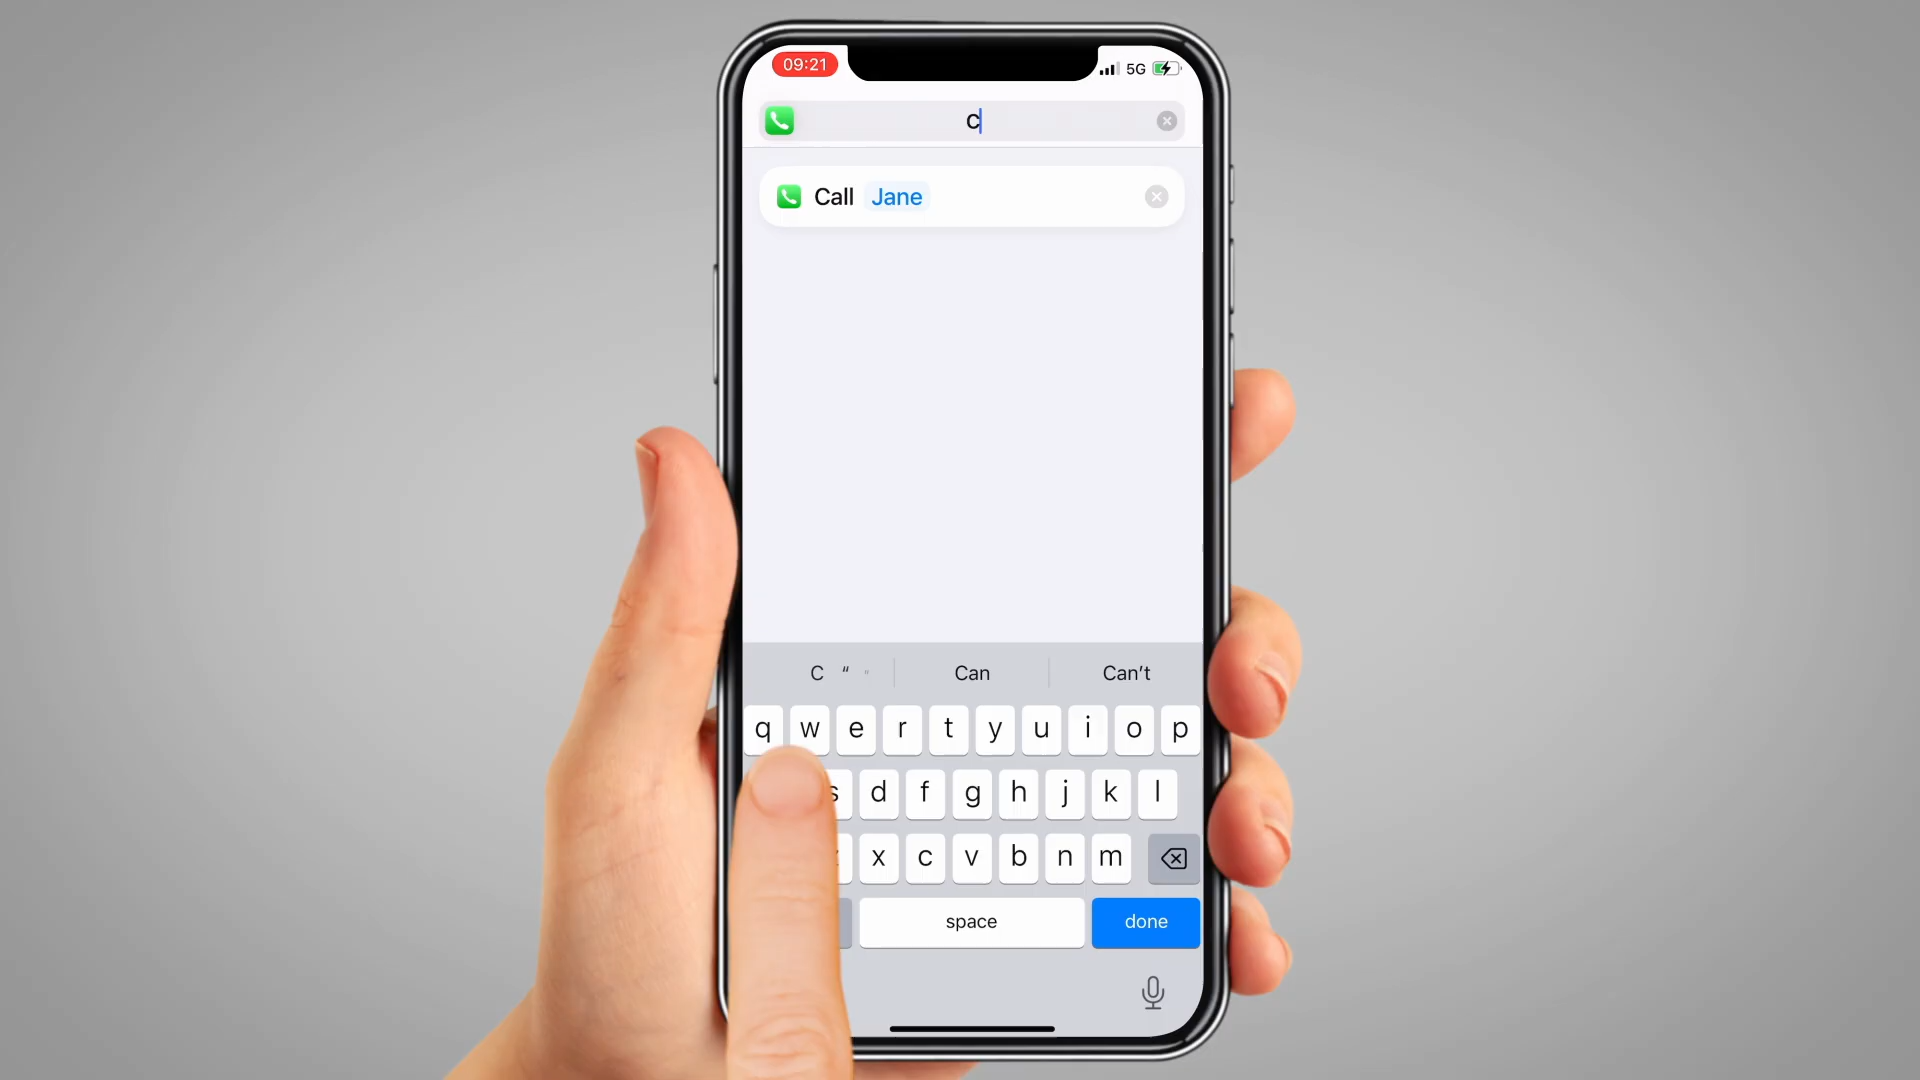 09:21 5G
C
Call Jane
C “ " Can Can’t
q w e r t y u i o p
s d f g h j k l
x c v b n m
space done